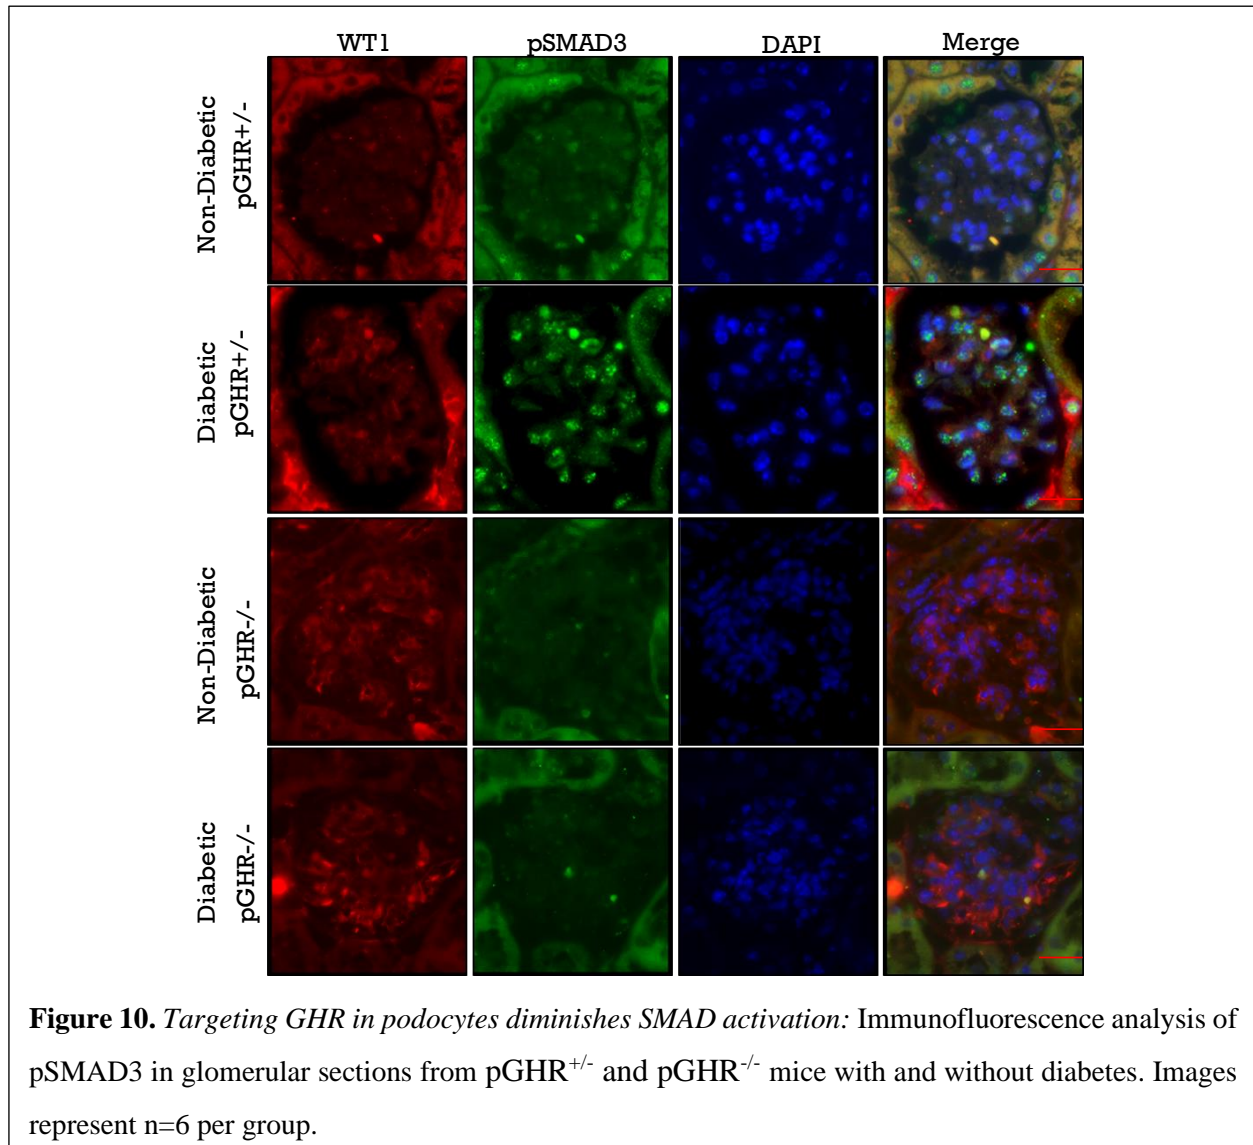 WT1 pSMAD3 DAPI Merge
Non-Diabetic
pGHR+/-
Diabetic
pGHR+/-
Non-Diabetic
pGHR-/-
Diabetic
pGHR-/-
Figure 10. Targeting GHR in podocytes diminishes SMAD activation: Immunofluorescence analysis of
pSMAD3 in glomerular sections from pGHR+/- and pGHR-/- mice with and without diabetes. Images
represent n=6 per group.